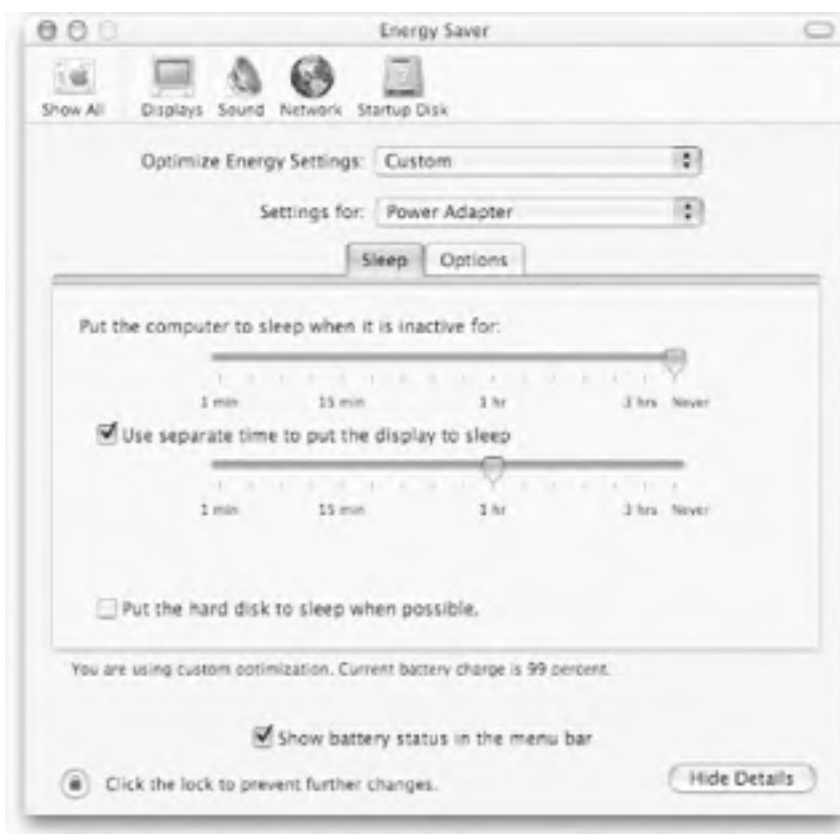 Energy Saver
Show All Displays Sound Network Startup Disk
Optimize Energy Settings: Custom
Settings for: Power Adapter
Sleep Options
Put the computer to sleep when it is inactive for:
1 min 15 min 1 hr 3 hrs Never
Use separate time to put the display to sleep
1 min 15 min 1 hr 3 hrs Never
Put the hard disk to sleep when possible.
You are using custom optimization. Current battery charge is 99 percent.
Show battery status in the menu bar
Click the lock to prevent further changes.
Hide Details